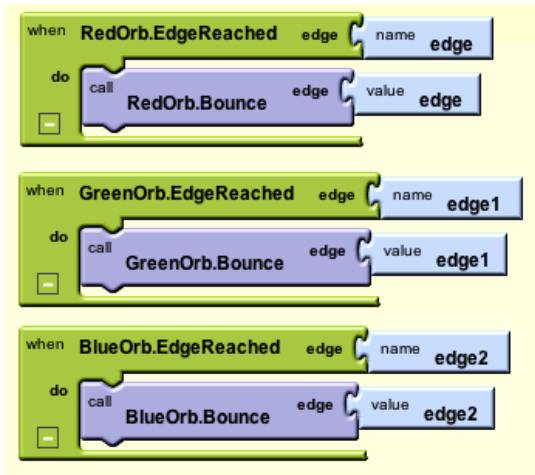 when RedOrb.EdgeReached edge name edge
do call RedOrb.Bounce edge value edge
when GreenOrb.EdgeReached edge name edge1
do call GreenOrb.Bounce edge value edge1
when BlueOrb.EdgeReached edge name edge2
do call BlueOrb.Bounce edge value edge2